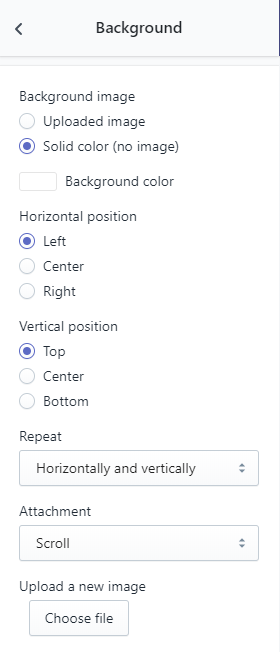 Background
Background image
Uploaded image
Solid color (no image)
Background color
Horizontal position
Left
Center
Right
Vertical position
Top
Center
Bottom
Repeat
Horizontally and vertically
Attachment
Scroll
Upload a new image
Choose file